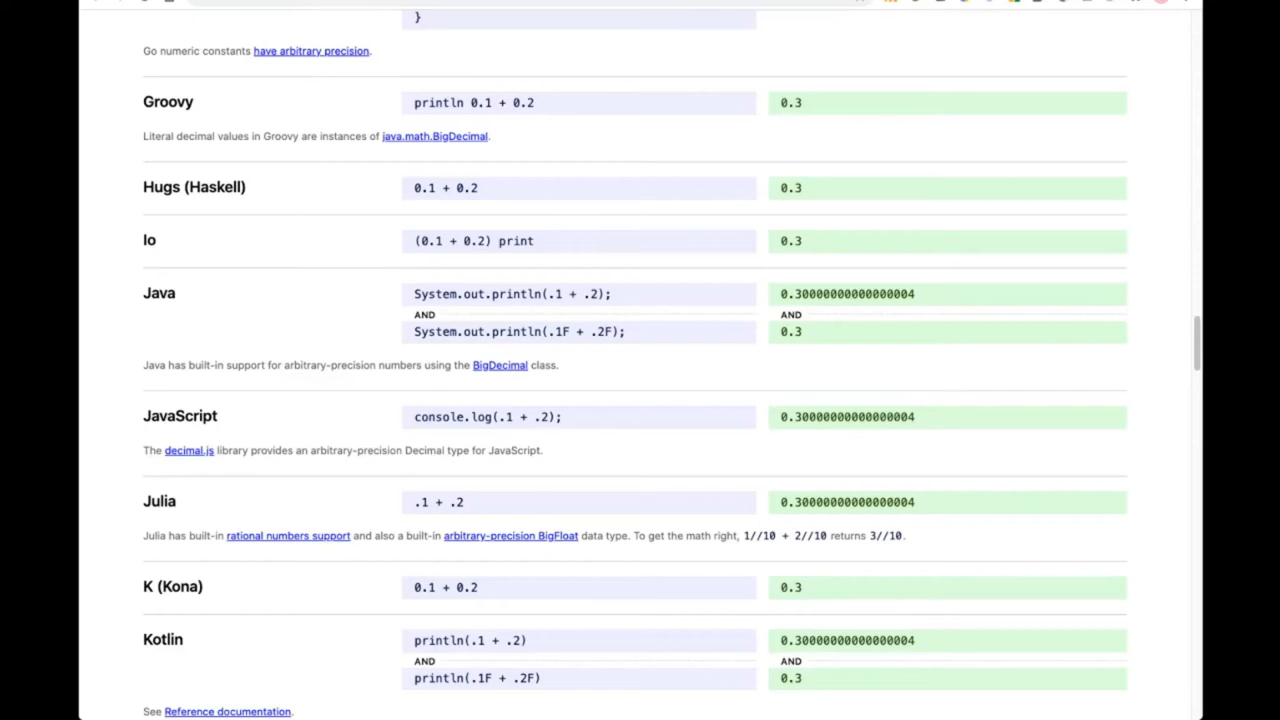 }
Go numeric constants have arbitrary precision.
Groovy
println 0.1 + 0.2
0.3
Literal decimal values in Groovy are instances of java.math.BigDecimal.
Hugs (Haskell)
0.1 + 0.2
0.3
Io
(0.1 + 0.2) print
0.3
Java
System.out.println(.1 + .2);
0.30000000000000004
AND
AND
System.out.println(.1F + .2F);
0.3
Java has built-in support for arbitrary-precision numbers using the BigDecimal class.
JavaScript
console.log(.1 + .2);
0.30000000000000004
The decimal.js library provides an arbitrary-precision Decimal type for JavaScript.
Julia
.1 + .2
0.30000000000000004
Julia has built-in rational numbers support and also a built-in arbitrary-precision BigFloat data type. To get the math right, 1//10 + 2//10 returns 3//10.
K (Kona)
0.1 + 0.2
0.3
Kotlin
println(.1 + .2)
0.30000000000000004
AND
AND
println(.1F + .2F)
0.3
See Reference documentation.